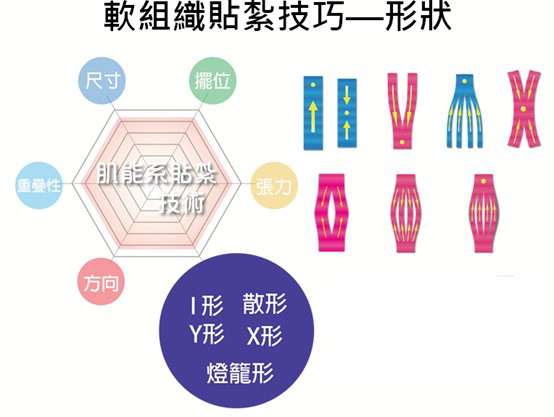 軟組織貼紮技巧—形狀
尺寸
擺位
重疊性
肌能系貼紮
技術
張力
方向
I形 散形
Y形 X形
燈籠形